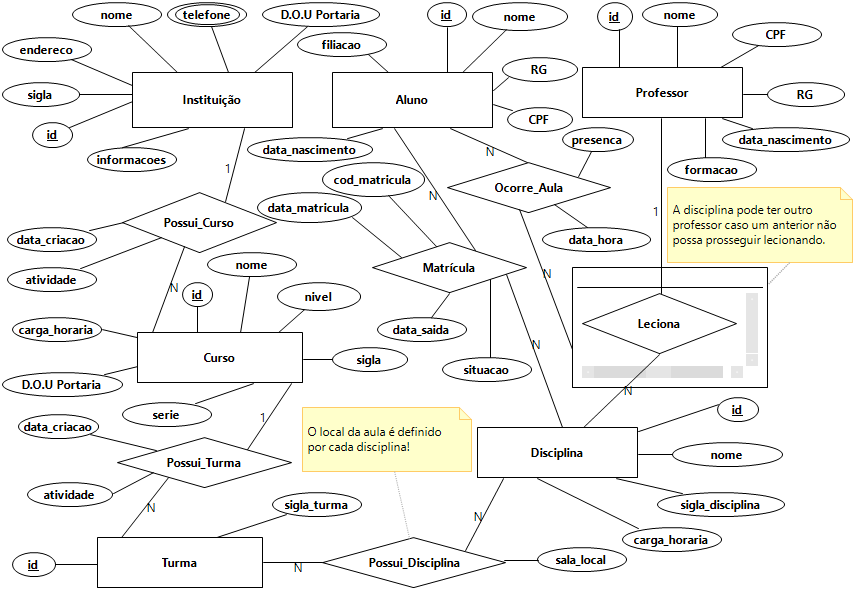 nome
telefone
D.O.U Portaria
id
nome
id
nome
endereco
filiacao
CPF
sigla
Instituição
Aluno
RG
Professor
RG
id
CPF
informacoes
data_nascimento
presenca
data_nascimento
1
N
formacao
cod_matricula
Ocorre_Aula
data_matricula
N
1
A disciplina pode ter outro
professor caso um anterior não
possa prosseguir lecionando.
Possui_Curso
data_criacao
data_hora
nome
Matrícula
N
atividade
N
id
nivel
carga_horaria
data_saida
Leciona
N
Curso
sigla
situacao
D.O.U Portaria
N
serie
1
id
data_criacao
O local da aula é definido
por cada disciplina!
Disciplina
nome
Possui_Turma
atividade
sigla_turma
sigla_disciplina
N
N
carga_horaria
id
Turma
N
Possui_Disciplina
sala_local